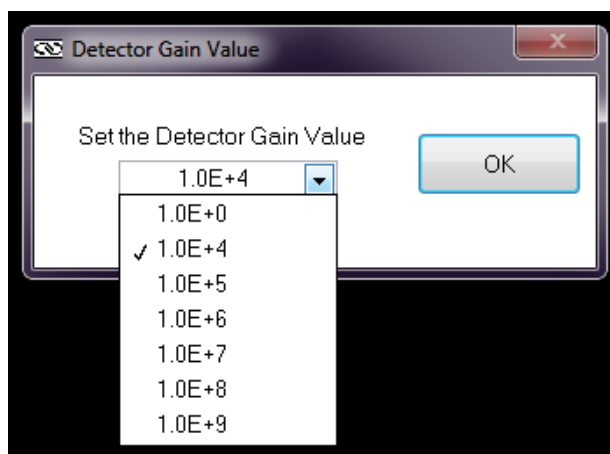 Detector Gain Value
Set the Detector Gain Value
1.0E+4
OK
1.0E+0
✓ 1.0E+4
1.0E+5
1.0E+6
1.0E+7
1.0E+8
1.0E+9